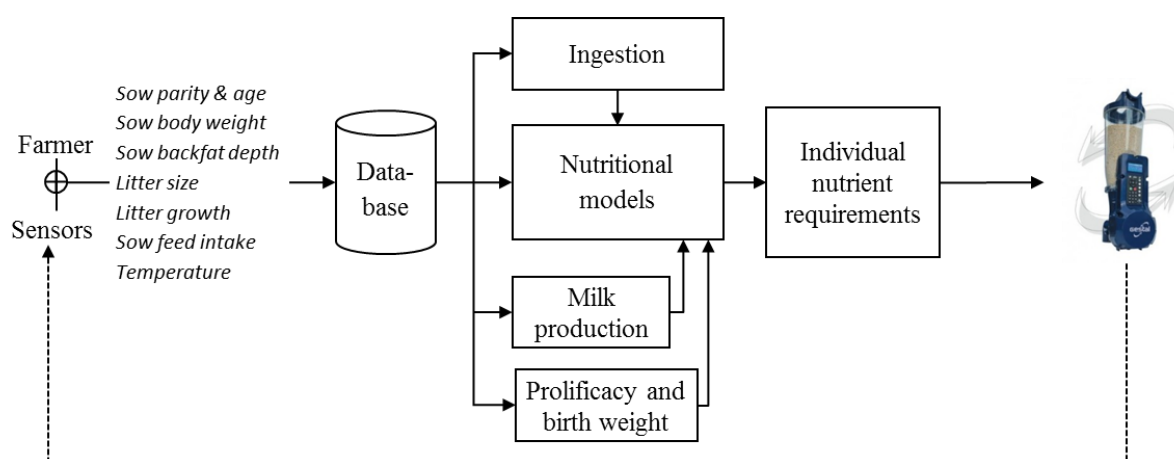 Farmer
Sensors
Sow parity & age
Sow body weight
Sow backfat depth
Litter size
Litter growth
Sow feed intake
Temperature
Data-
base
Ingestion
Nutritional
models
Milk
production
Prolificacy and
birth weight
Individual
nutrient
requirements
gestal